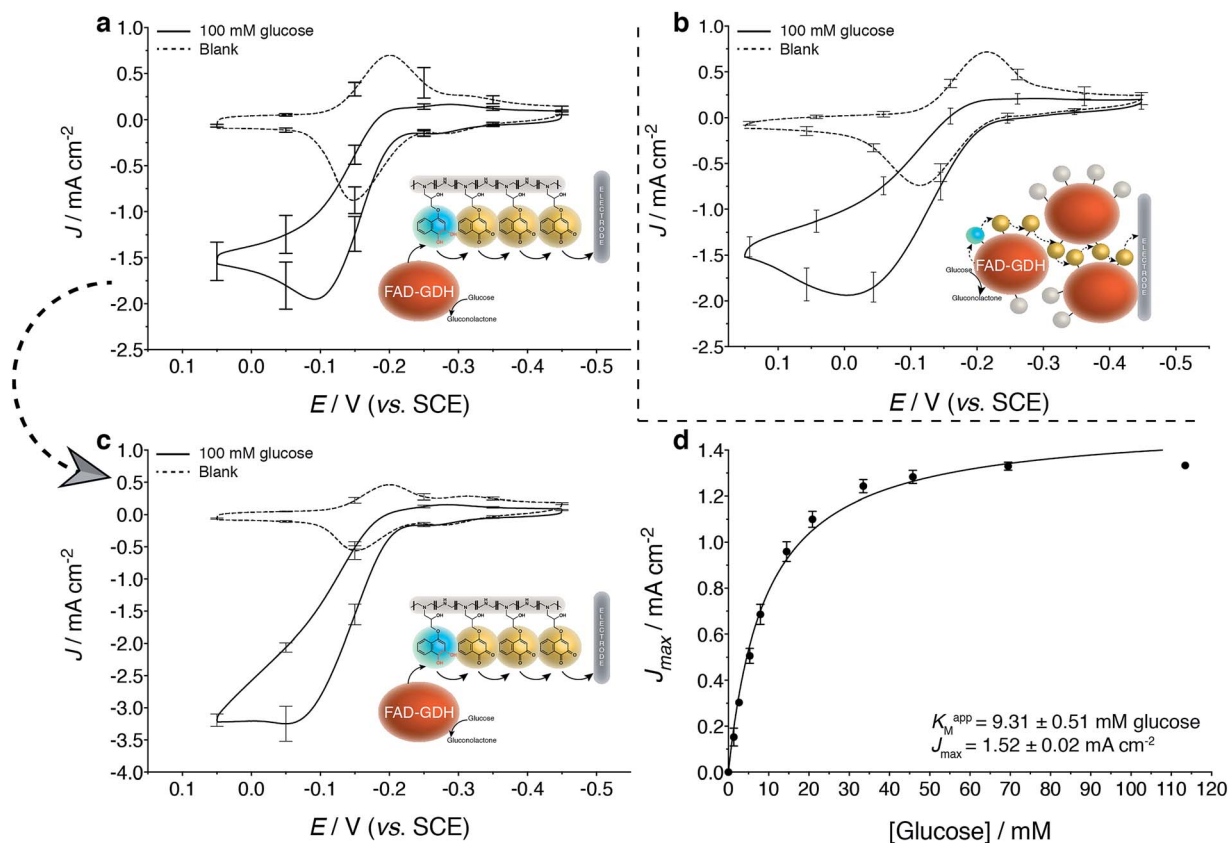 a
100 mM glucose
Blank
1.0
0.5
0.0
-0.5
-1.0
-1.5
-2.0
-2.5
J / mA cm-2
0.1 0.0 -0.1 -0.2 -0.3 -0.4 -0.5
E / V (vs. SCE)
FAD-GDH
Glucose
Gluconolactone
ELECTRODE
b
100 mM glucose
Blank
1.0
0.5
0.0
-0.5
-1.0
-1.5
-2.0
-2.5
J / mA cm-2
0.1 0.0 -0.1 -0.2 -0.3 -0.4 -0.5
E / V (vs. SCE)
FAD-GDH
Glucose
Gluconolactone
ELECTRODE
c
100 mM glucose
Blank
1.0
0.5
0.0
-0.5
-1.0
-1.5
-2.0
-2.5
-3.0
-3.5
-4.0
J / mA cm-2
0.1 0.0 -0.1 -0.2 -0.3 -0.4 -0.5
E / V (vs. SCE)
FAD-GDH
Glucose
Gluconolactone
ELECTRODE
d
1.4
1.2
1.0
0.8
0.6
0.4
0.2
0.0
Jmax / mA cm-2
KMapp = 9.31 ± 0.51 mM glucose
Jmax = 1.52 ± 0.02 mA cm-2
0 10 20 30 40 50 60 70 80 90 100 110 120
[Glucose] / mM